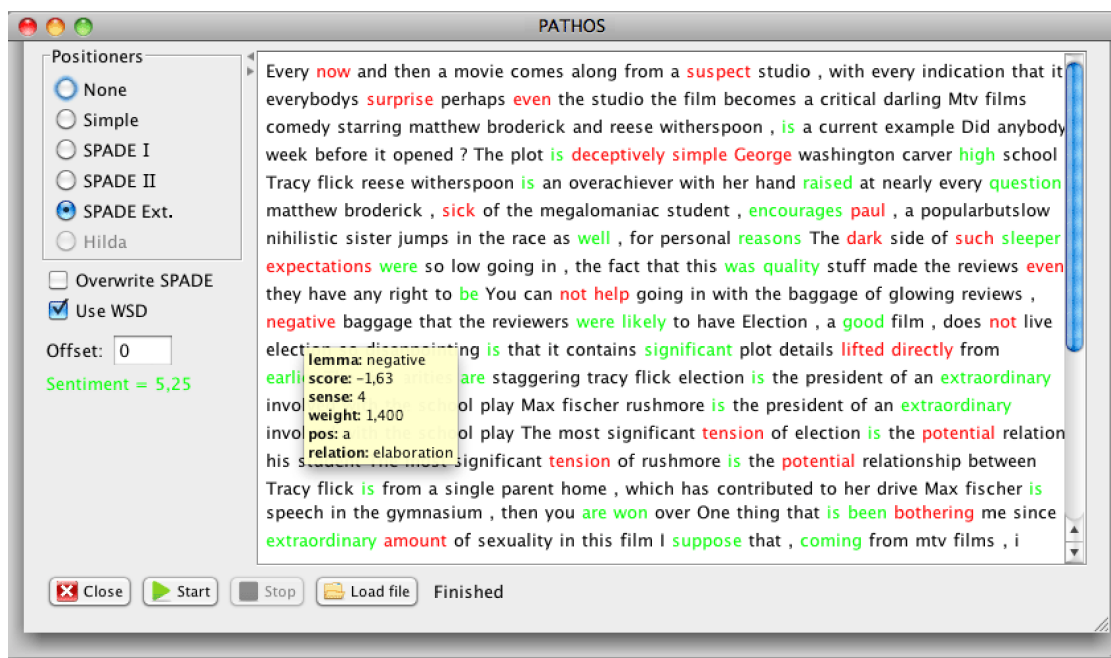 PATHOS
Positioners
None
Simple
SPADE I
SPADE II
SPADE Ext.
Hilda
Overwrite SPADE
Use WSD
Offset: 0
Sentiment = 5,25
Every now and then a movie comes along from a suspect studio , with every indication that it
everybodys surprise perhaps even the studio the film becomes a critical darling Mtv films
comedy starring matthew broderick and reese witherspoon , is a current example Did anybody
week before it opened ? The plot is deceptively simple George washington carver high school
Tracy flick reese witherspoon is an overachiever with her hand raised at nearly every question
matthew broderick , sick of the megalomaniac student , encourages paul , a popularbutslow
nihilistic sister jumps in the race as well , for personal reasons The dark side of such sleeper
expectations were so low going in , the fact that this was quality stuff made the reviews even
they have any right to be You can not help going in with the baggage of glowing reviews ,
negative baggage that the reviewers were likely to have Election , a good film , does not live
election so disappointing is that it contains significant plot details lifted directly from
are staggering tracy flick election is the president of an extraordinary
school play Max fischer rushmore is the president of an extraordinary
school play The most significant tension of election is the potential relation
his student The most significant tension of rushmore is the potential relationship between
Tracy flick is from a single parent home , which has contributed to her drive Max fischer is
speech in the gymnasium , then you are won over One thing that is been bothering me since
extraordinary amount of sexuality in this film I suppose that , coming from mtv films , i
lemma: negative
score: –1,63
sense: 4
weight: 1,400
pos: a
relation: elaboration
Close Start Stop Load file Finished